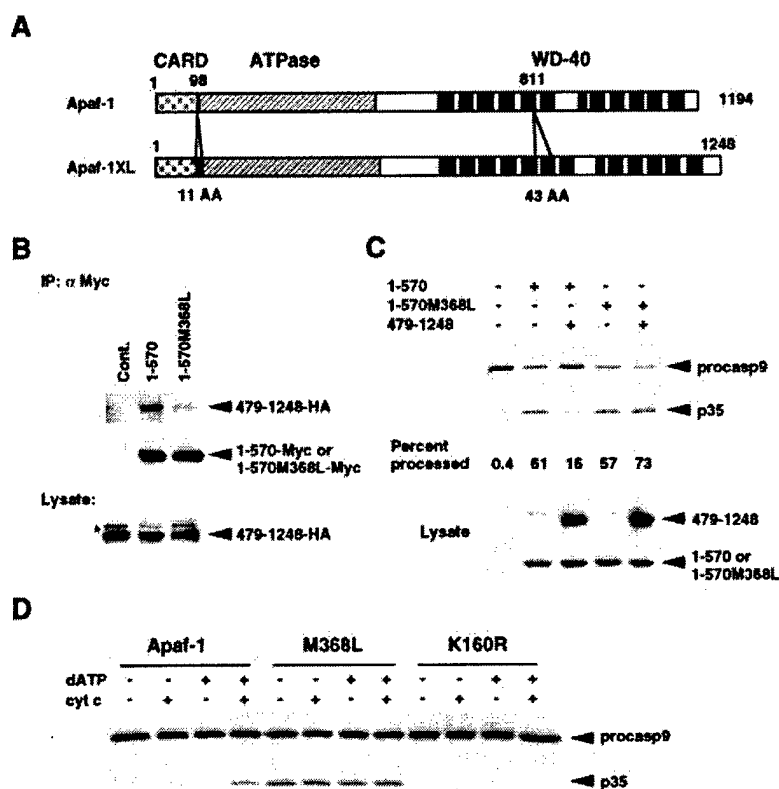 A
CARD ATPase WD-40
1 98 811
Apaf-1 1194
1 1248
Apaf-1XL
11 AA 43 AA
B
IP: α Myc
Cont.
1-570
1-570M368L
479-1248-HA
1-570-Myc or
1-570M368L-Myc
Lysate:
*
479-1248-HA
C
1-570 - + + - -
1-570M368L - - - + +
479-1248 - - + - +
procasp9
p35
Percent
processed 0.4 61 16 57 73
479-1248
Lysate
1-570 or
1-570M368L
D
Apaf-1 M368L K160R
dATP - - + + - - + + - - + +
cyt c - + - + - + - + - + - +
procasp9
p35